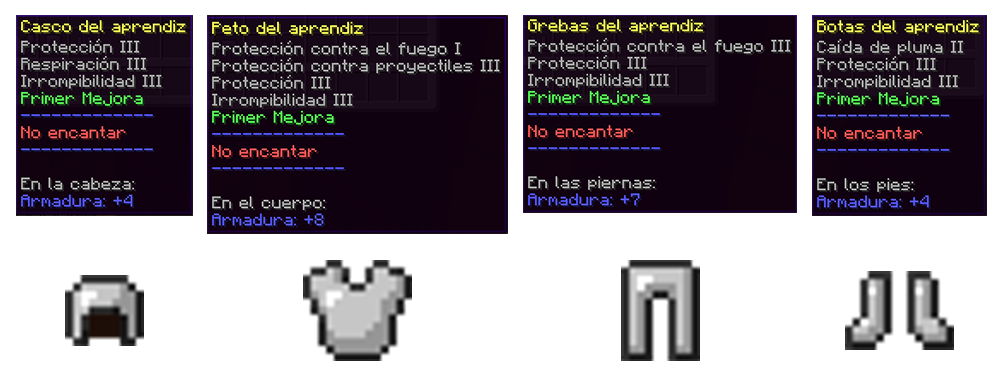 Casco del aprendiz
Protección III
Respiración III
Irrompibilidad III
Primer Mejora
-------------
No encantar
-------------
En la cabeza:
Armadura: +4
Peto del aprendiz
Protección contra el fuego I
Protección contra proyectiles III
Protección III
Irrompibilidad III
Primer Mejora
-------------
No encantar
-------------
En el cuerpo:
Armadura: +8
Grebas del aprendiz
Protección contra el fuego III
Protección III
Irrompibilidad III
Primer Mejora
-------------
No encantar
-------------
En las piernas:
Armadura: +7
Botas del aprendiz
Caída de pluma II
Protección III
Irrompibilidad III
Primer Mejora
-------------
No encantar
-------------
En los pies:
Armadura: +4